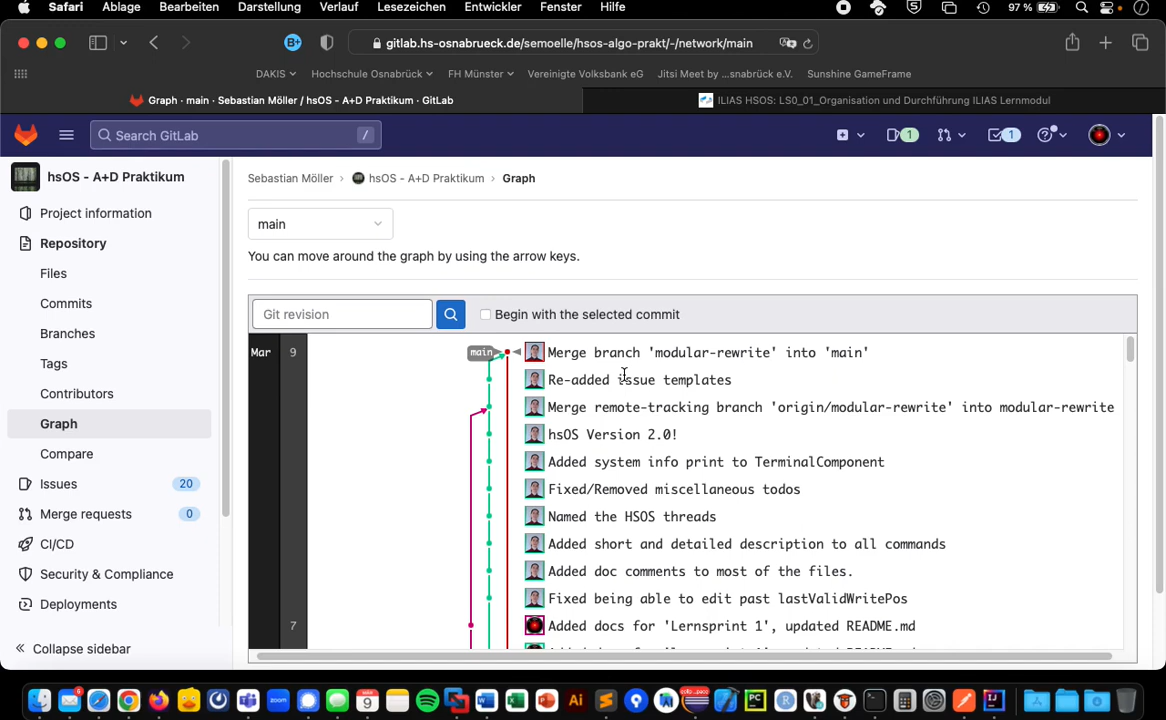 Safari Ablage Bearbeiten Darstellung Verlauf Lesezeichen Entwickler Fenster Hilfe 97 %
gitlab.hs-osnabrueck.de/semoelle/hsos-algo-prakt/-/network/main
DAKIS Hochschule Osnabrück FH Münster Vereinigte Volksbank eG Jitsi Meet by ...snabrück e.V. Sunshine GameFrame
Graph · main · Sebastian Möller / hsOS - A+D Praktikum · GitLab
ILIAS HSOS: LS0_01_Organisation und Durchführung ILIAS Lernmodul
Search GitLab /
1 1
hsOS - A+D Praktikum
Sebastian Möller › hsOS - A+D Praktikum › Graph
Project information
main
Repository
You can move around the graph by using the arrow keys.
Files
Commits
Git revision
Begin with the selected commit
Branches
Mar 9 main Merge branch 'modular-rewrite' into 'main'
Tags
Re-added issue templates
Contributors
Merge remote-tracking branch 'origin/modular-rewrite' into modular-rewrite
Graph
hsOS Version 2.0!
Compare
Added system info print to TerminalComponent
Issues 20
Fixed/Removed miscellaneous todos
Merge requests 0
Named the HSOS threads
CI/CD
Added short and detailed description to all commands
Security & Compliance
Added doc comments to most of the files.
Deployments
Fixed being able to edit past lastValidWritePos
7 Added docs for 'Lernsprint 1', updated README.md
Collapse sidebar